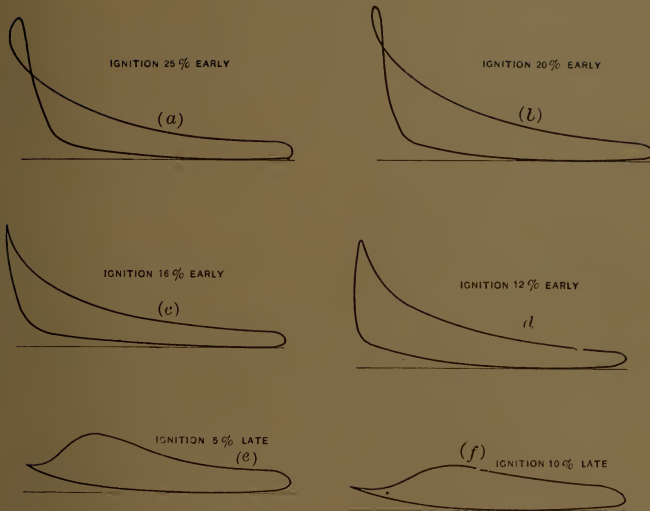 IGNITION 25% EARLY
(a)
IGNITION 20% EARLY
(b)
IGNITION 16% EARLY
(c)
IGNITION 12% EARLY
d
IGNITION 5% LATE
(e)
(f)
IGNITION 10% LATE